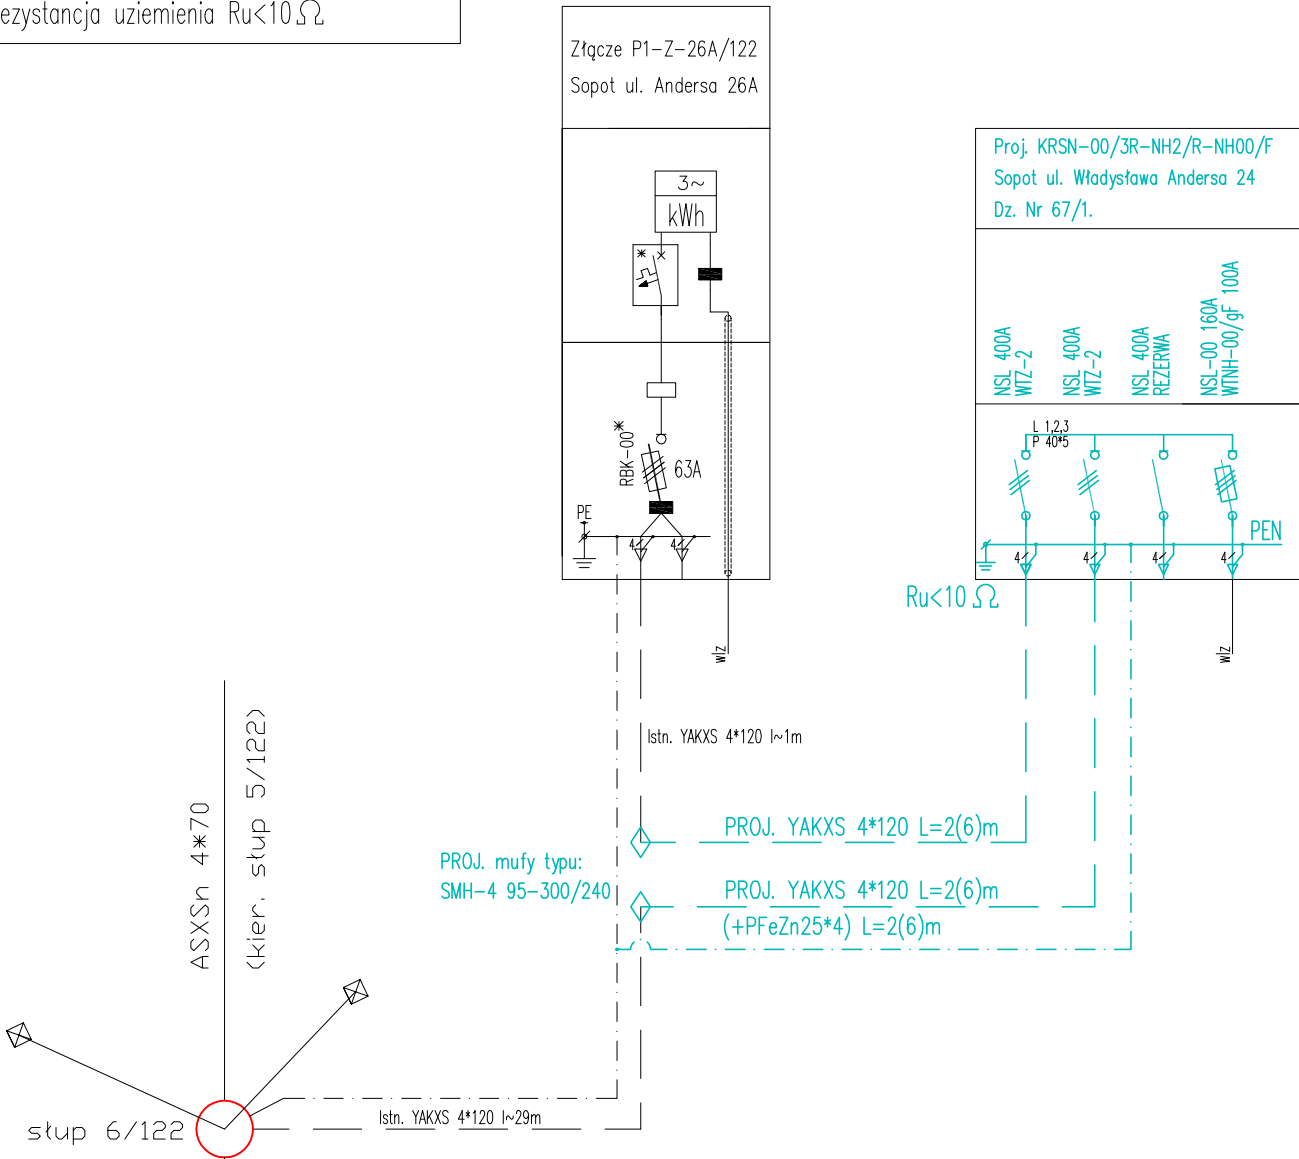 ezystancja uziemienia Ru<10 Ω
Złącze P1-Z-26A/122
Sopot ul. Andersa 26A
3~
kWh
*
RBK-00*
63A
PE
4
4
wlz
Proj. KRSN-00/3R-NH2/R-NH00/F
Sopot ul. Władysława Andersa 24
Dz. Nr 67/1.
NSL 400A
WTZ-2
NSL 400A
WTZ-2
NSL 400A
REZERWA
NSL-00 160A
WTNH-00/gF 100A
L 1,2,3
P 40*5
PEN
4
4
4
4
Ru<10 Ω
wlz
Istn. YAKXS 4*120 l~1m
PROJ. YAKXS 4*120 L=2(6)m
PROJ. mufy typu:
SMH-4 95-300/240
PROJ. YAKXS 4*120 L=2(6)m
(+PFeZn25*4) L=2(6)m
ASXSn 4*70
(kier. słup 5/122)
Istn. YAKXS 4*120 l~29m
słup 6/122